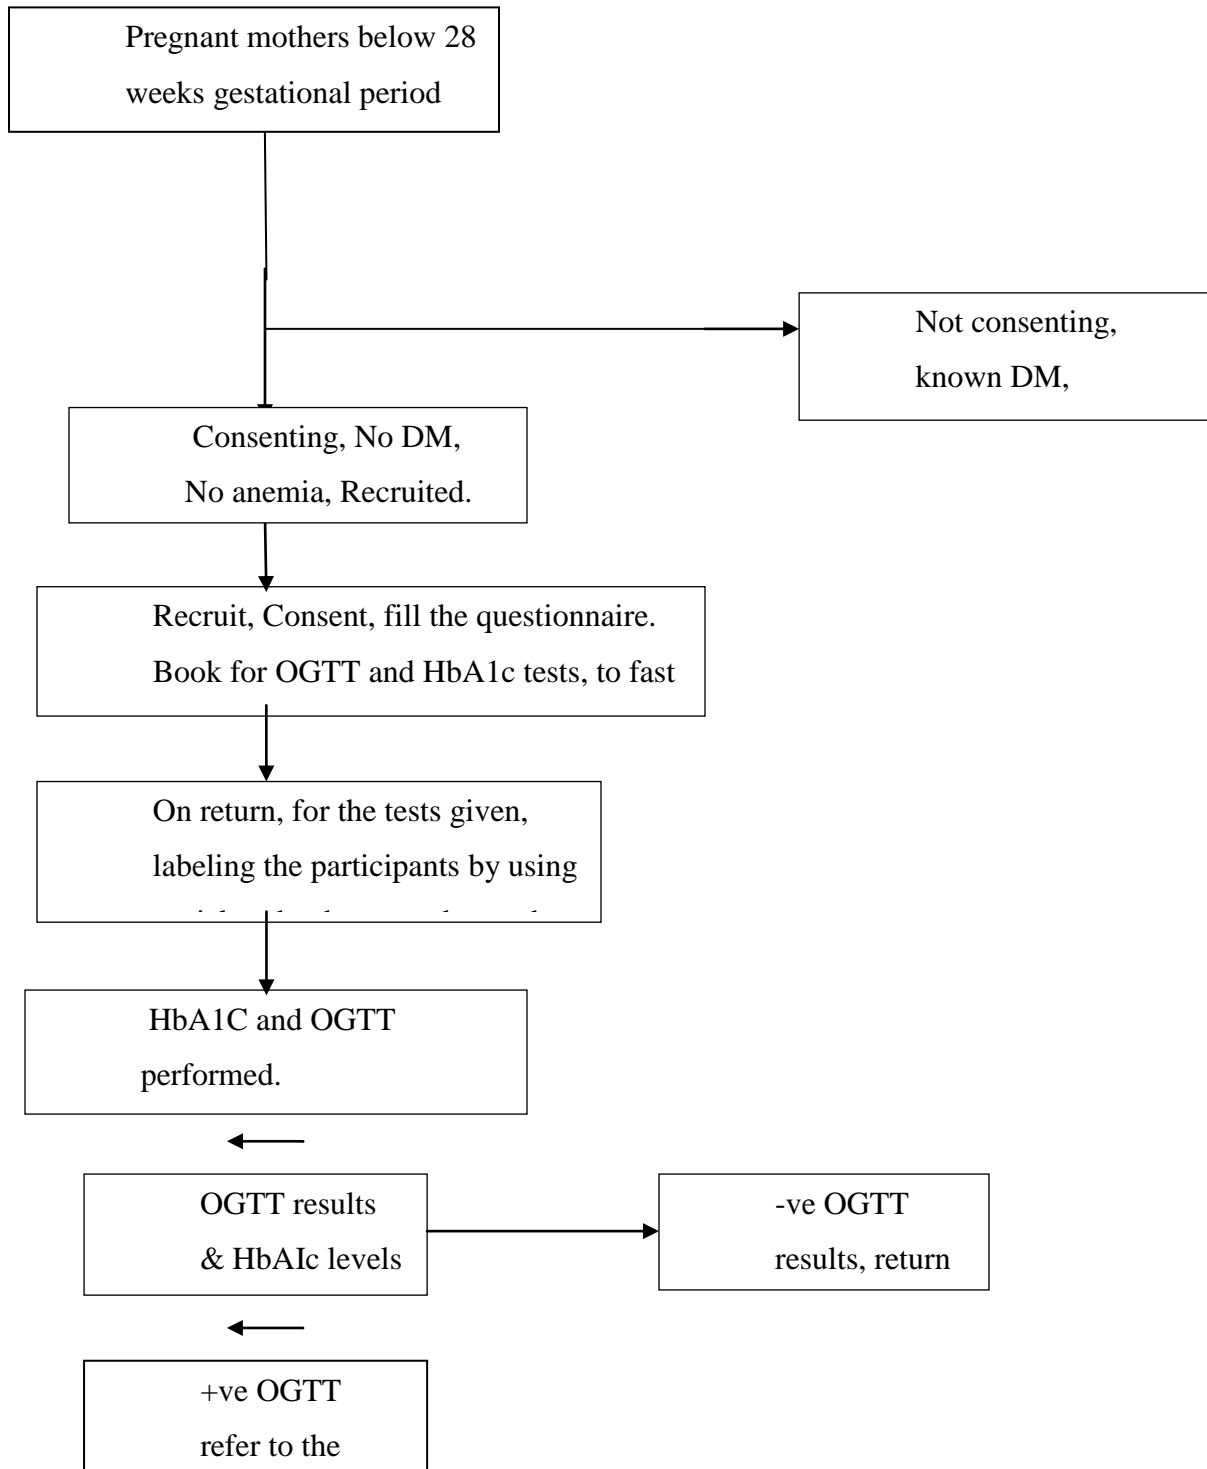 Pregnant mothers below 28
weeks gestational period
Not consenting,
known DM,
Consenting, No DM,
No anemia, Recruited.
Recruit, Consent, fill the questionnaire.
Book for OGTT and HbA1c tests, to fast
On return, for the tests given,
labeling the participants by using
HbA1C and OGTT
performed.
OGTT results
& HbAIc levels
-ve OGTT
results, return
+ve OGTT
refer to the